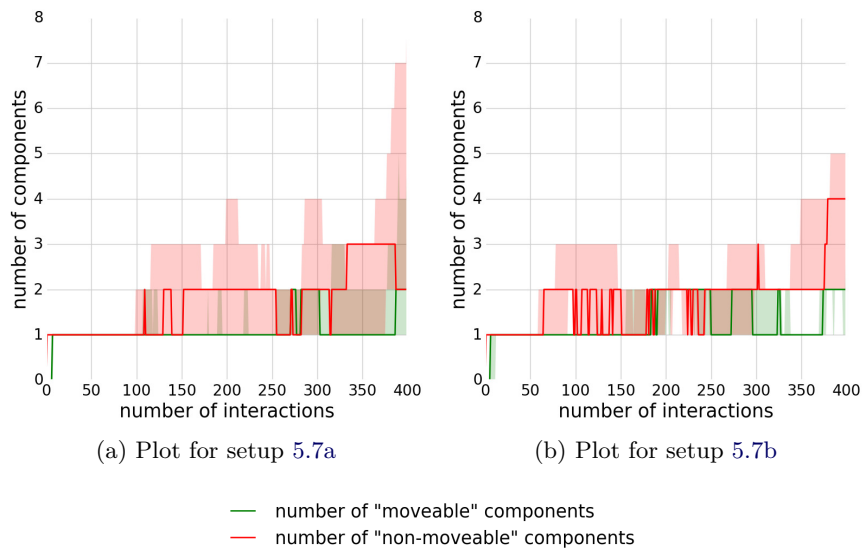 8
7
6
5
4
3
2
1
0
number of components
0 50 100 150 200 250 300 350 400
number of interactions
(a) Plot for setup 5.7a
8
7
6
5
4
3
2
1
0
number of components
0 50 100 150 200 250 300 350 400
number of interactions
(b) Plot for setup 5.7b
number of "moveable" components
number of "non-moveable" components